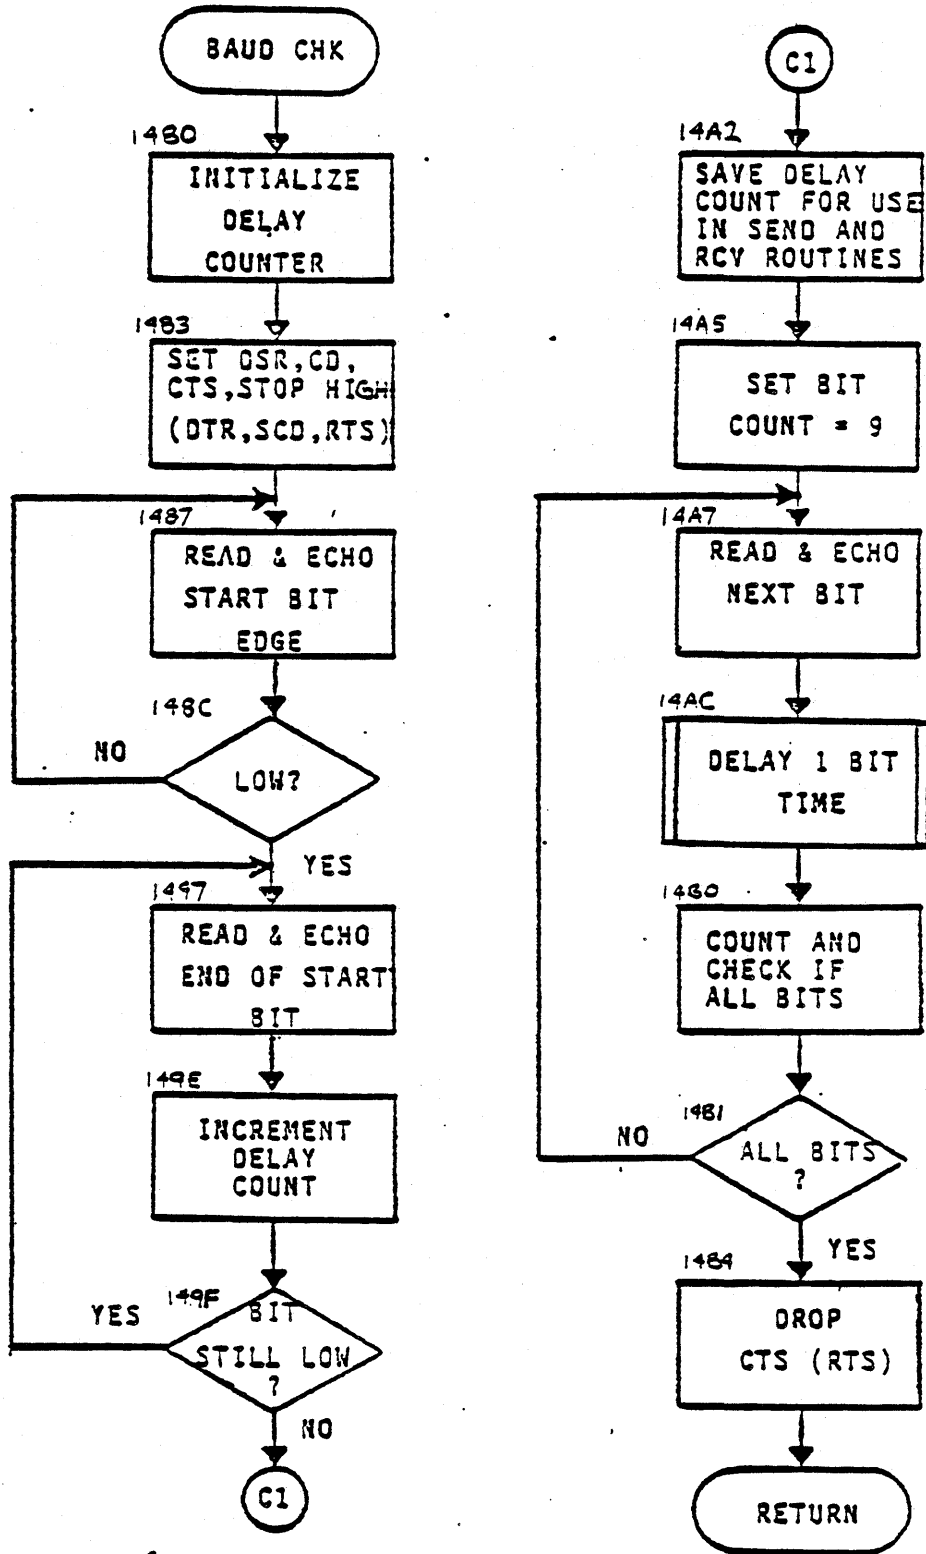 BAUD CHK
1480
INITIALIZE
DELAY
COUNTER
1483
SET DSR,CD,
CTS,STOP HIGH
(DTR,SCD,RTS)
1487
READ & ECHO
START BIT
EDGE
148C
LOW?
NO
YES
1497
READ & ECHO
END OF START
BIT
149E
INCREMENT
DELAY
COUNT
149F
BIT
STILL LOW
?
YES
NO
C1
C1
14A2
SAVE DELAY
COUNT FOR USE
IN SEND AND
RCV ROUTINES
14A5
SET BIT
COUNT = 9
14A7
READ & ECHO
NEXT BIT
14AC
DELAY 1 BIT
TIME
14B0
COUNT AND
CHECK IF
ALL BITS
14B1
ALL BITS
?
NO
YES
14B4
DROP
CTS (RTS)
RETURN